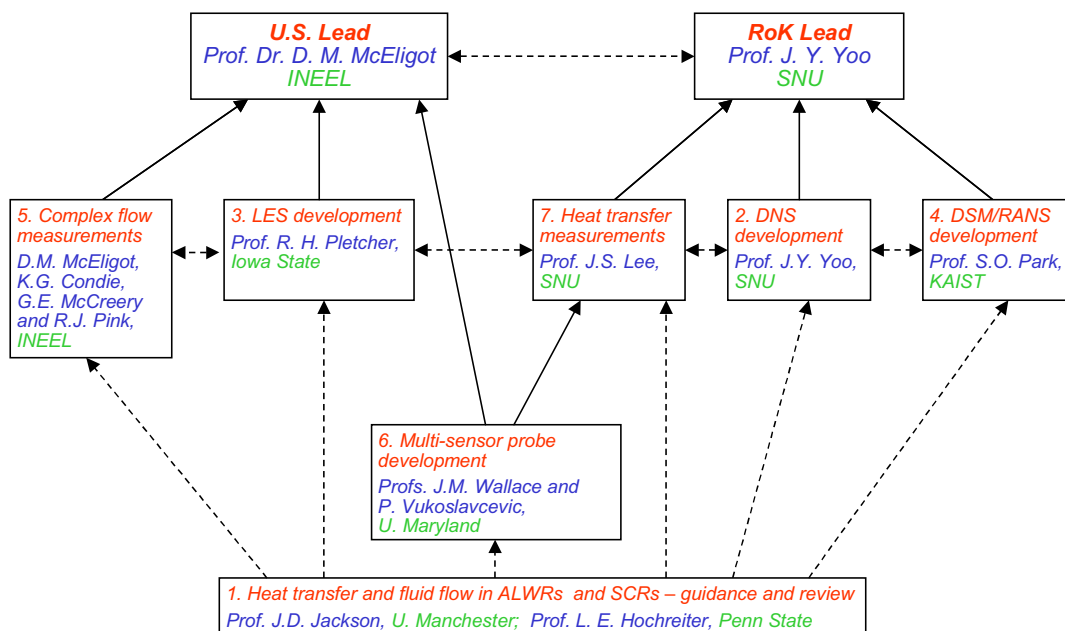 U.S. Lead
Prof. Dr. D. M. McEligot
INEEL
RoK Lead
Prof. J. Y. Yoo
SNU
5. Complex flow
measurements
D.M. McEligot,
K.G. Condie,
G.E. McCreery
and R.J. Pink,
INEEL
3. LES development
Prof. R. H. Pletcher,
Iowa State
7. Heat transfer
measurements
Prof. J.S. Lee,
SNU
2. DNS
development
Prof. J.Y. Yoo,
SNU
4. DSM/RANS
development
Prof. S.O. Park,
KAIST
6. Multi-sensor probe
development
Profs. J.M. Wallace and
P. Vukoslavcevic,
U. Maryland
1. Heat transfer and fluid flow in ALWRs and SCRs – guidance and review
Prof. J.D. Jackson, U. Manchester; Prof. L. E. Hochreiter, Penn State